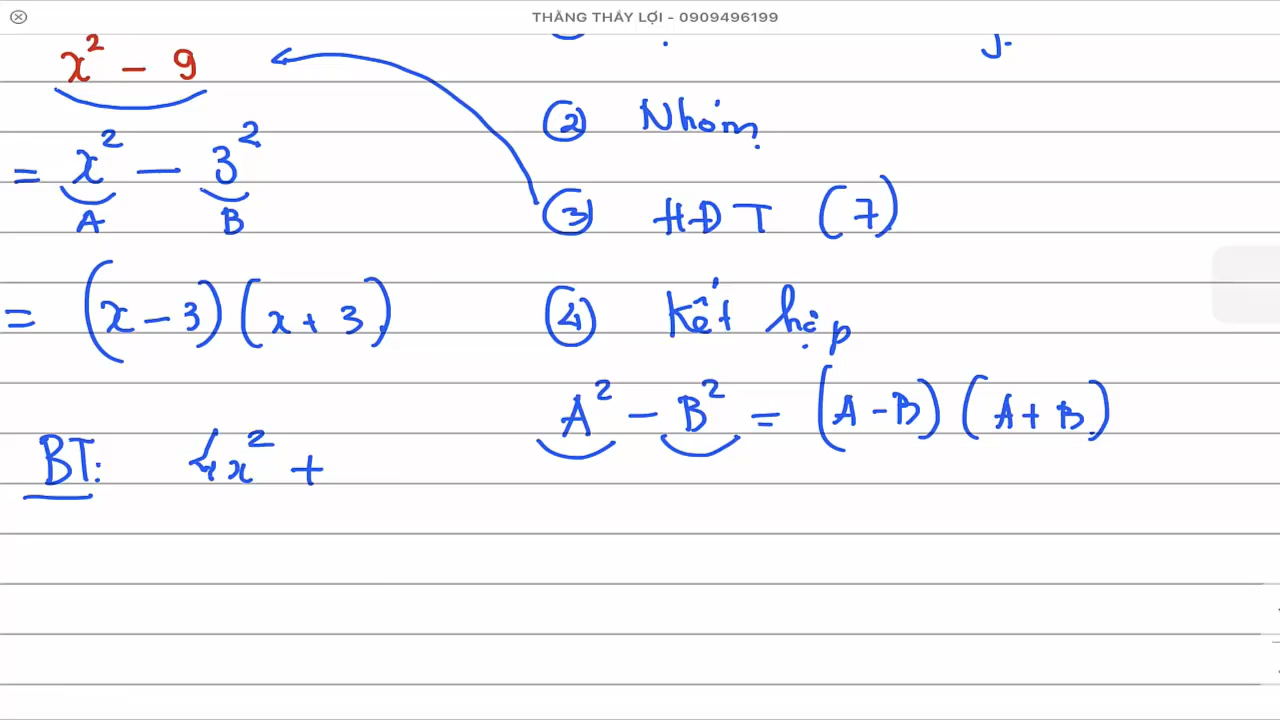 THẦNG THẦY LỢI - 0909496199
x² - 9
= x² - 3²
A B
= (x - 3)(x + 3)
BT: 4x² +
② Nhóm
③ HĐT (7)
④ Kết hợp
A² - B² = (A - B)(A + B)